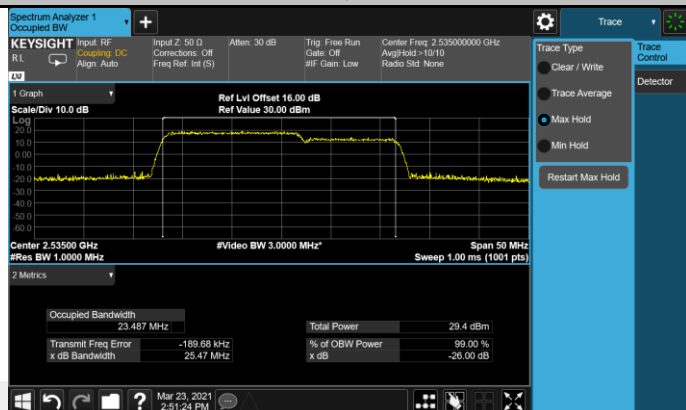 Spectrum Analyzer 1
Occupied BW
+
Trace
KEYSIGHT Input: RF
RL
Coupling: DC
Align: Auto
LXI
Input Z: 50 Ω
Corrections: Off
Freq Ref: Int (S)
Atten: 30 dB
Trig: Free Run
Gate: Off
#IF Gain: Low
Center Freq: 2.535000000 GHz
Avg|Hold:>10/10
Radio Std: None
Trace Type
Clear / Write
Trace Average
Max Hold
Min Hold
Restart Max Hold
Trace
Control
Detector
1 Graph
Scale/Div 10.0 dB
Ref Lvl Offset 16.00 dB
Ref Value 30.00 dBm
Log
20.0
10.0
0.00
-10.0
-20.0
-30.0
-40.0
-50.0
-60.0
Center 2.53500 GHz
#Res BW 1.0000 MHz
#Video BW 3.0000 MHz*
Span 50 MHz
Sweep 1.00 ms (1001 pts)
2 Metrics
Occupied Bandwidth
23.487 MHz
Transmit Freq Error -189.68 kHz
x dB Bandwidth 25.47 MHz
Total Power 29.4 dBm
% of OBW Power 99.00 %
x dB -26.00 dB
?
Mar 23, 2021
2:51:24 PM